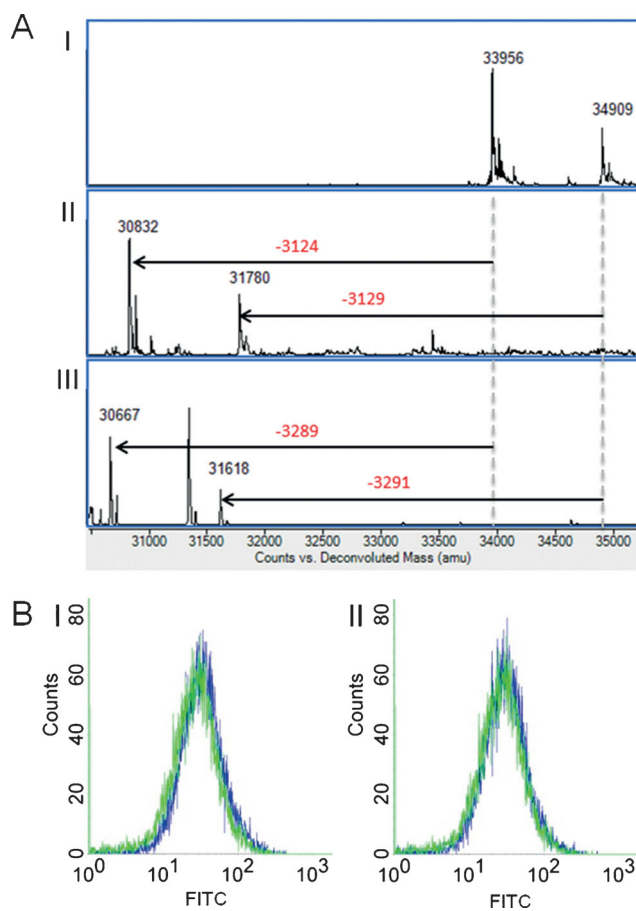 A
I
33956
34909
II
30832
-3124
31780
-3129
III
30667
-3289
31618
-3291
31000 31500 32000 32500 33000 33500 34000 34500 35000
Counts vs. Deconvoluted Mass (amu)
B
I
80
60
40
20
0
Counts
10^0 10^1 10^2 10^3
FITC
II
80
60
40
20
0
Counts
10^0 10^1 10^2 10^3
FITC